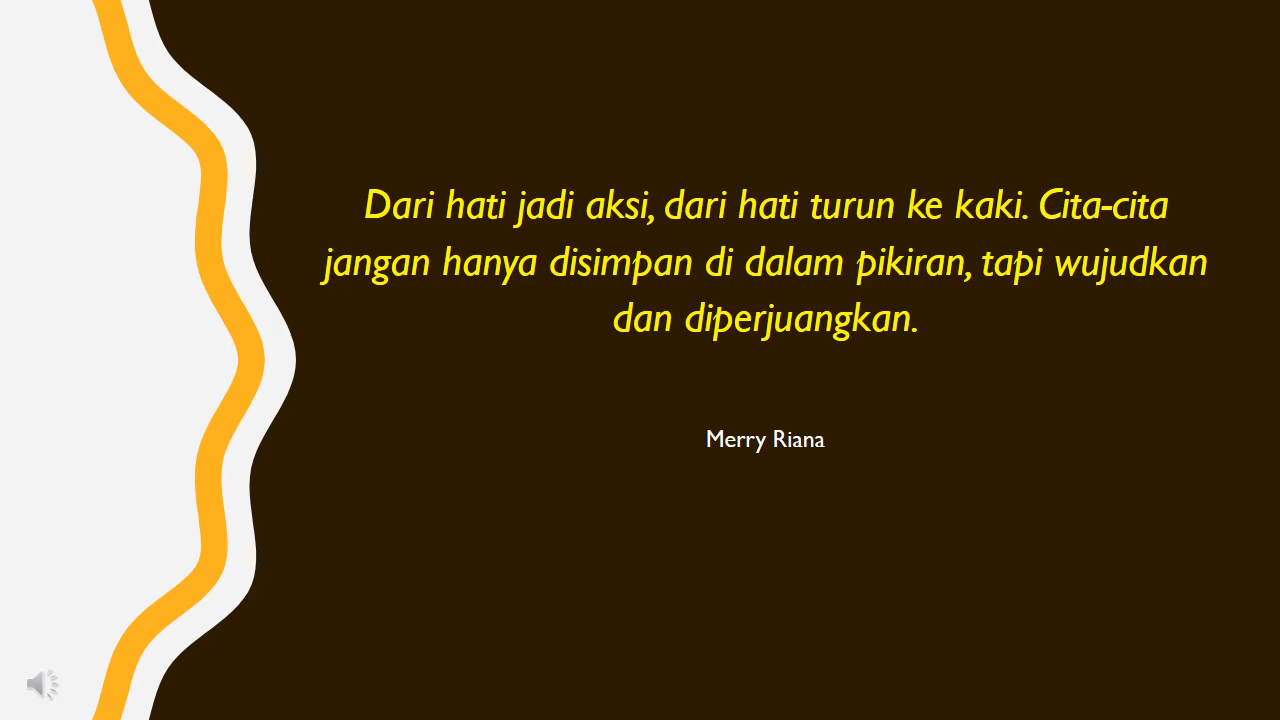 Dari hati jadi aksi, dari hati turun ke kaki. Cita-cita
jangan hanya disimpan di dalam pikiran, tapi wujudkan
dan diperjuangkan.
Merry Riana